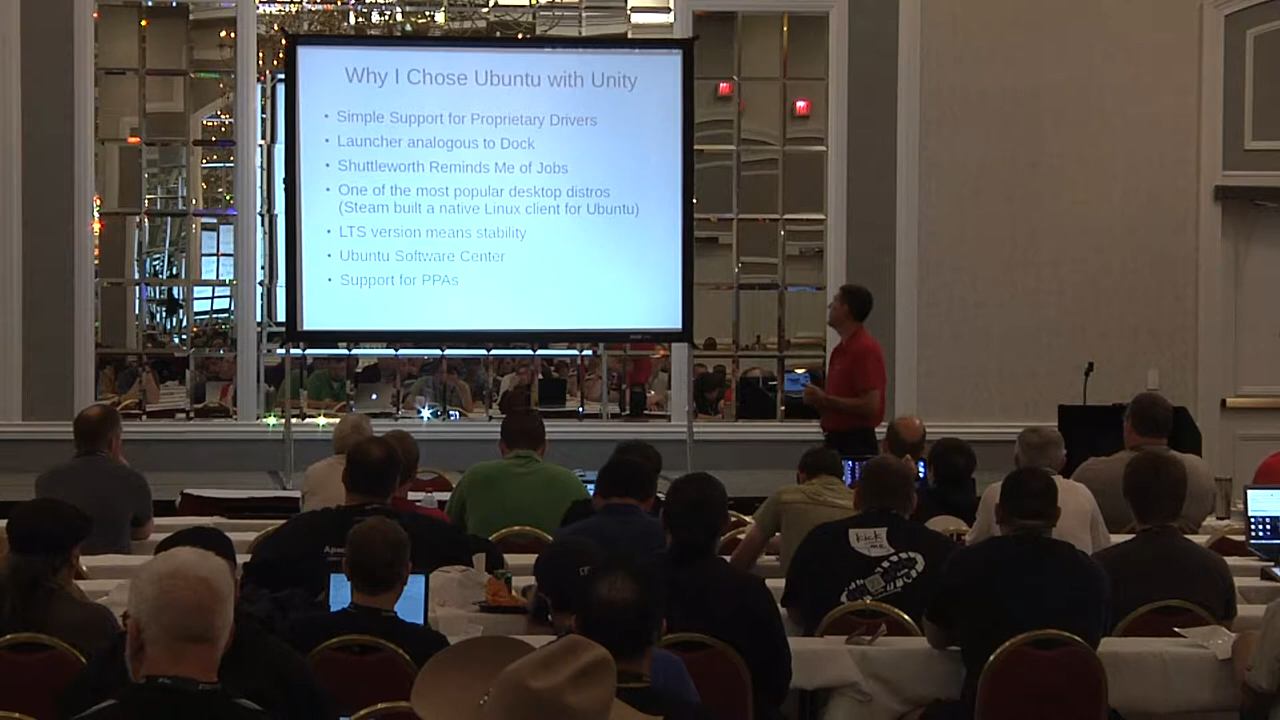 Why I Chose Ubuntu with Unity
• Simple Support for Proprietary Drivers
• Launcher analogous to Dock
• Shuttleworth Reminds Me of Jobs
• One of the most popular desktop distros
(Steam built a native Linux client for Ubuntu)
• LTS version means stability
• Ubuntu Software Center
• Support for PPAs
kick
me